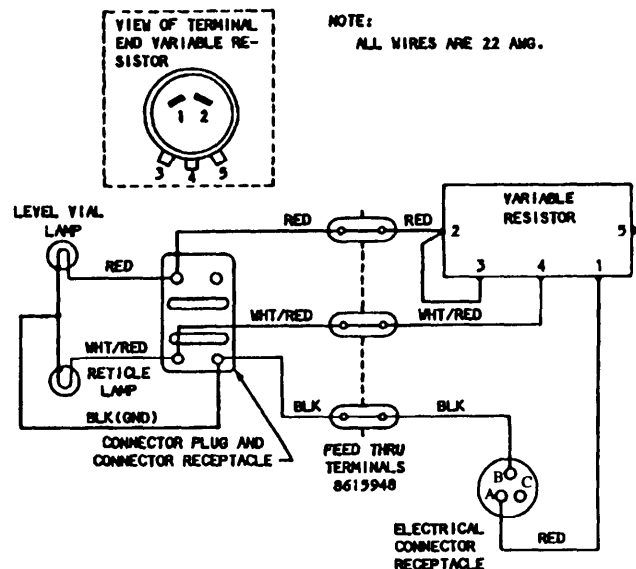 VIEW OF TERMINAL
END VARIABLE RE-
SISTOR
1 2
3 4 5
NOTE:
ALL WIRES ARE 22 AWG.
LEVEL VIAL
LAMP
RED
RED
RED
VARIABLE
RESISTOR
2
5
3 4 1
WHT/RED
WHT/RED
WHT/RED
RETICLE
LAMP
BLK(GND)
BLK
BLK
CONNECTOR PLUG AND
CONNECTOR RECEPTACLE
FEED THRU
TERMINALS
8615948
B
A C
ELECTRICAL
CONNECTOR
RECEPTACLE
RED